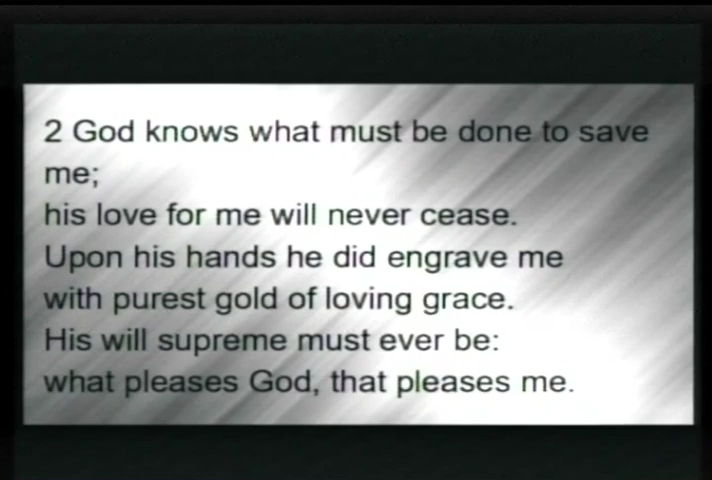 2 God knows what must be done to save
me;
his love for me will never cease.
Upon his hands he did engrave me
with purest gold of loving grace.
His will supreme must ever be:
what pleases God, that pleases me.